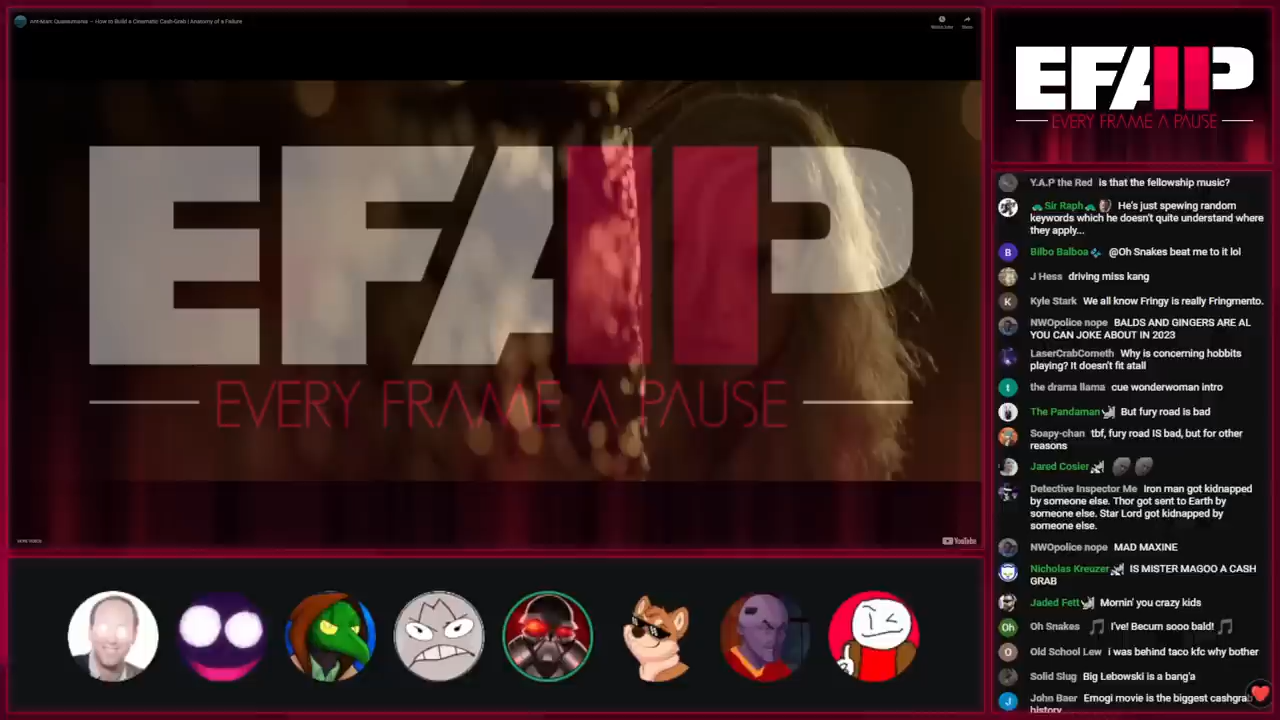 Ant-Man: Quantumania – How to Build a Cinematic Cash-Grab | Anatomy of a Failure
Watch later
Share
EFAP
EVERY FRAME A PAUSE
MORE VIDEOS
YouTube
EFAP
EVERY FRAME A PAUSE
Y.A.P the Red is that the fellowship music?
Sir Raph He's just spewing random
keywords which he doesn't quite understand where
they apply...
B
Bilbo Balboa @Oh Snakes beat me to it lol
J Hess driving miss kang
K
Kyle Stark We all know Fringy is really Fringmento.
NWOpolice nope BALDS AND GINGERS ARE AL
YOU CAN JOKE ABOUT IN 2023
LaserCrabCometh Why is concerning hobbits
playing? It doesn't fit atall
t
the drama llama cue wonderwoman intro
The Pandaman But fury road is bad
Soapy-chan tbf, fury road IS bad, but for other
reasons
Jared Cosier
Detective Inspector Me Iron man got kidnapped
by someone else. Thor got sent to Earth by
someone else. Star Lord got kidnapped by
someone else.
NWOpolice nope MAD MAXINE
Nicholas Kreuzer IS MISTER MAGOO A CASH
GRAB
Jaded Fett Mornin' you crazy kids
Oh
Oh Snakes 🎵 I've! Becum sooo bald! 🎵
O
Old School Lew i was behind taco kfc why bother
Solid Slug Big Lebowski is a bang'a
J
John Baer Emogi movie is the biggest cashgrab
history